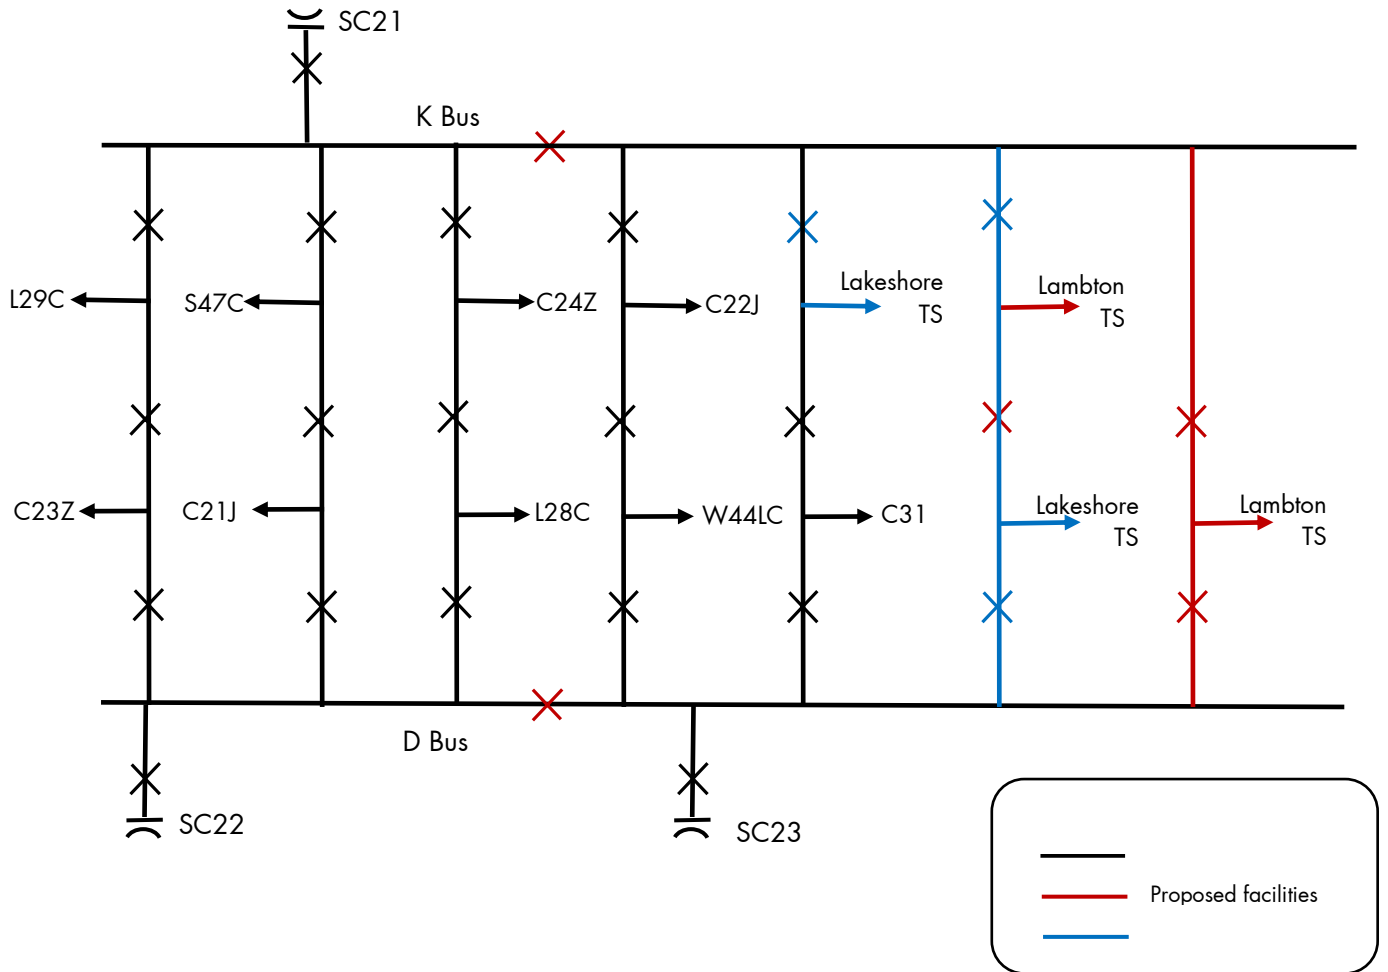 SC21
K Bus
L29C
S47C
C24Z
C22J
Lakeshore
TS
Lambton
TS
C23Z
C21J
L28C
W44LC
C31
Lakeshore
TS
Lambton
TS
D Bus
SC22
SC23
Proposed facilities